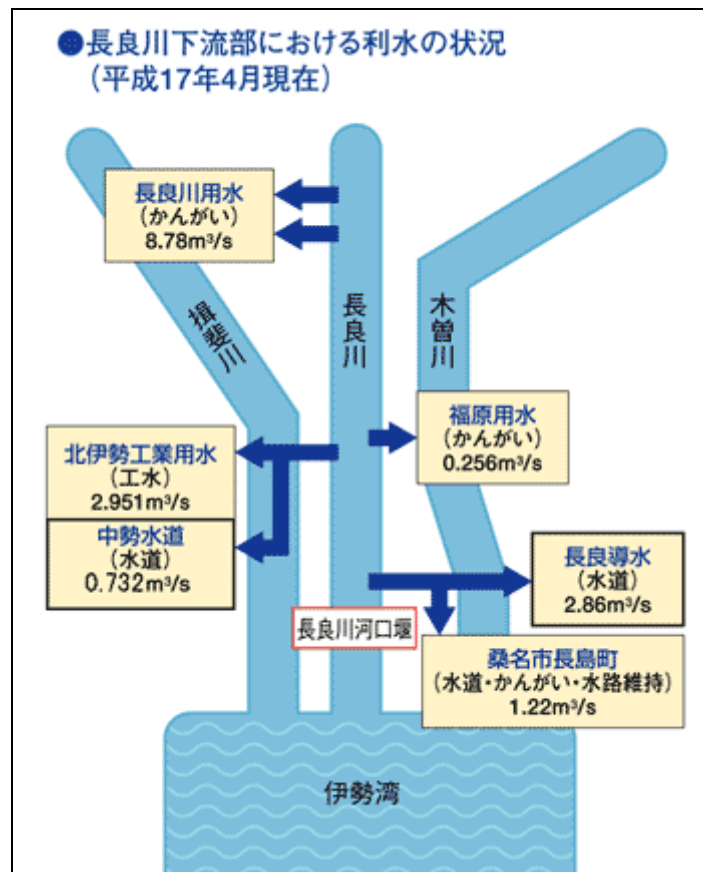 ●長良川下流部における利水の状況
（平成17年4月現在）
長良川用水
（かんがい）
8.78m³/s
揖斐川
長良川
木曽川
福原用水
（かんがい）
0.256m³/s
北伊勢工業用水
（工水）
2.951m³/s
中勢水道
（水道）
0.732m³/s
長良導水
（水道）
2.86m³/s
長良川河口堰
桑名市長島町
（水道・かんがい・水路維持）
1.22m³/s
伊勢湾